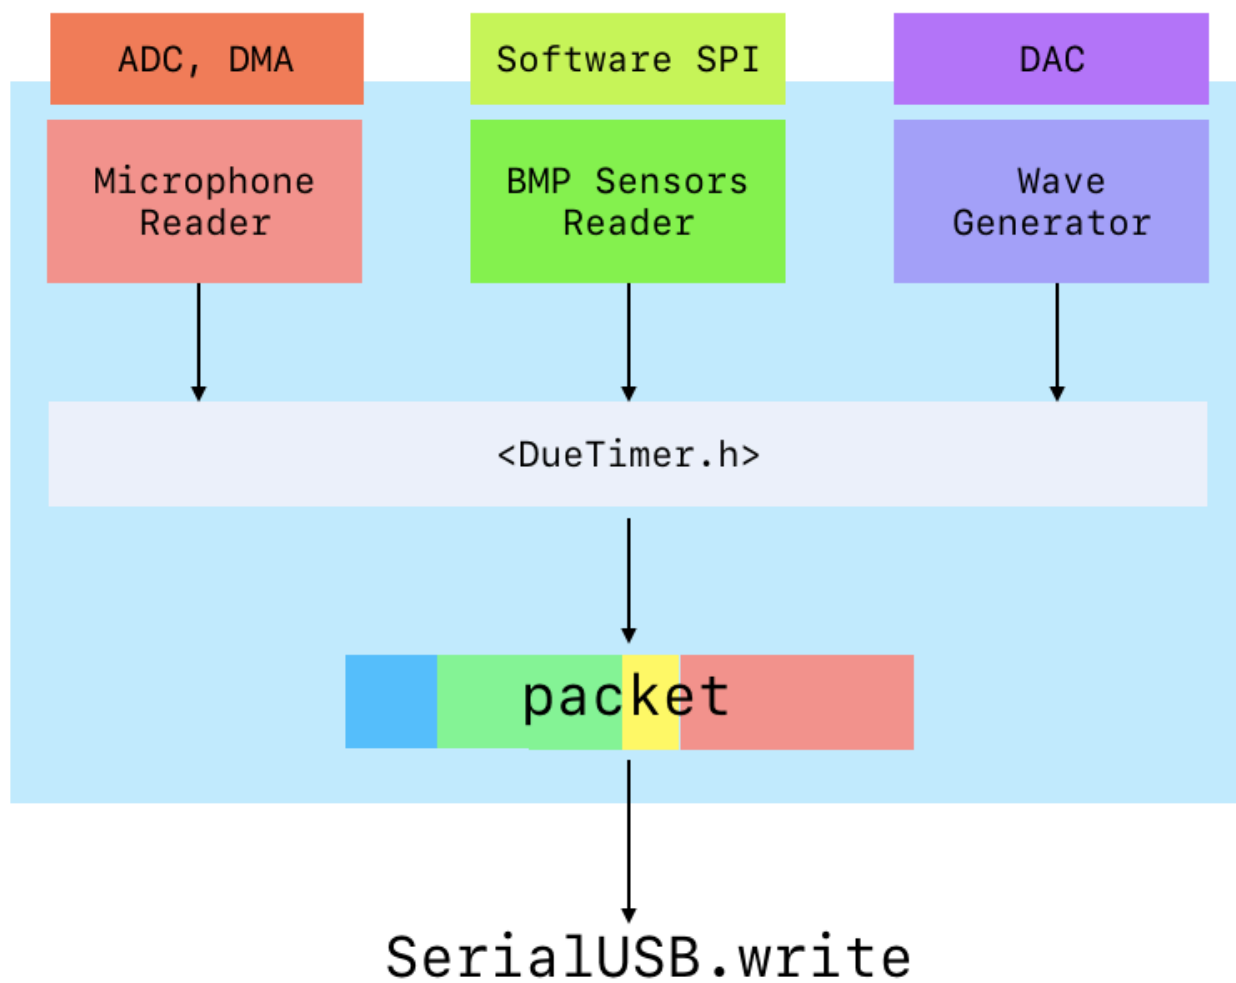 ADC, DMA
Software SPI
DAC
Microphone
Reader
BMP Sensors
Reader
Wave
Generator
<DueTimer.h>
packet
SerialUSB.write